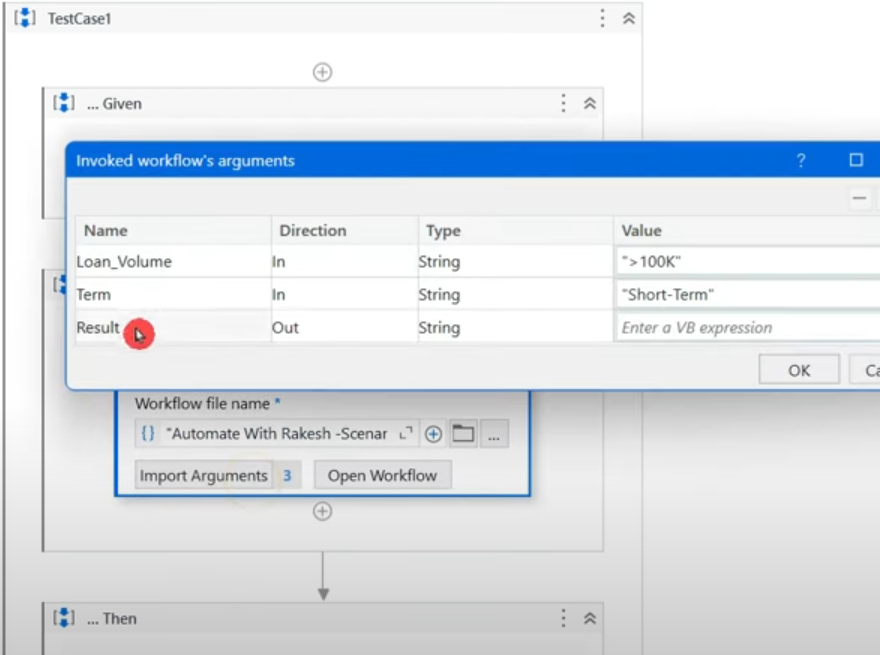 TestCase1
... Given
Invoked workflow's arguments ?
Name Direction Type Value
Loan_Volume In String ">100K"
Term In String "Short-Term"
Result Out String Enter a VB expression
OK Ca
Workflow file name *
{} "Automate With Rakesh -Scenar ...
Import Arguments 3 Open Workflow
... Then